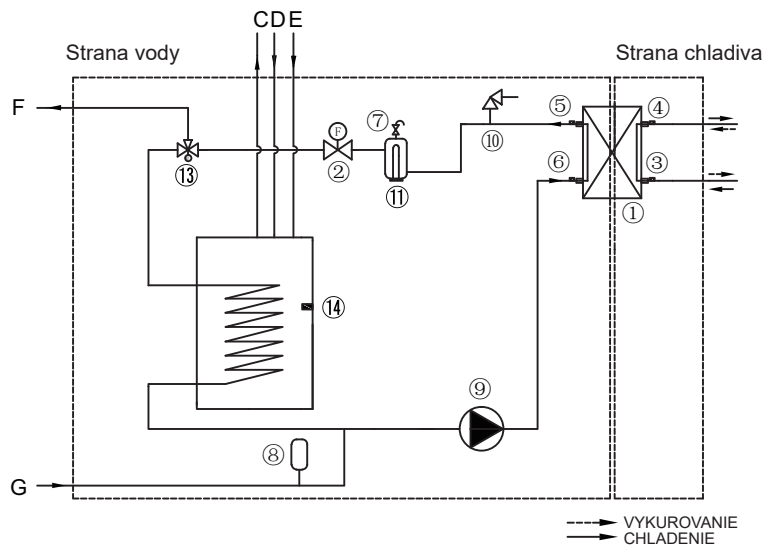 C D E
Strana vody
Strana chladiva
F
⑦
F
②
⑬
⑪
⑩
⑤
④
⑥
③
①
⑭
⑨
⑧
G
VYKUROVANIE
CHLADENIE